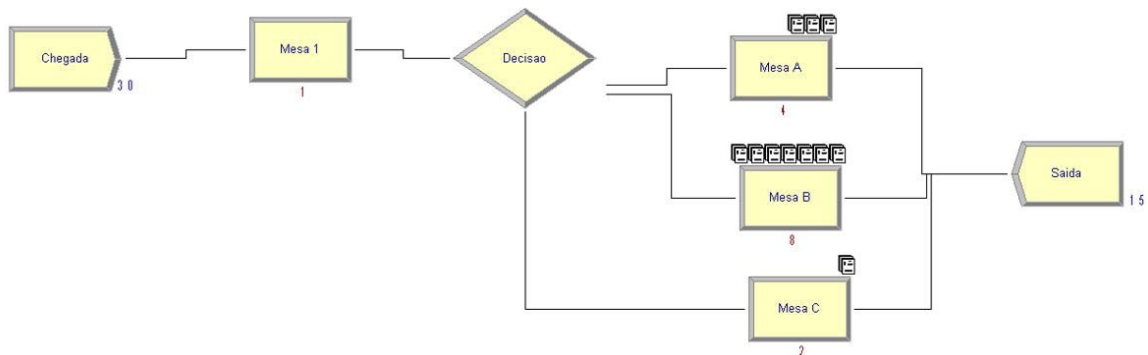 Chegada
30
Mesa 1
1
Decisao
Mesa A
4
Mesa B
8
Mesa C
2
Saida
15